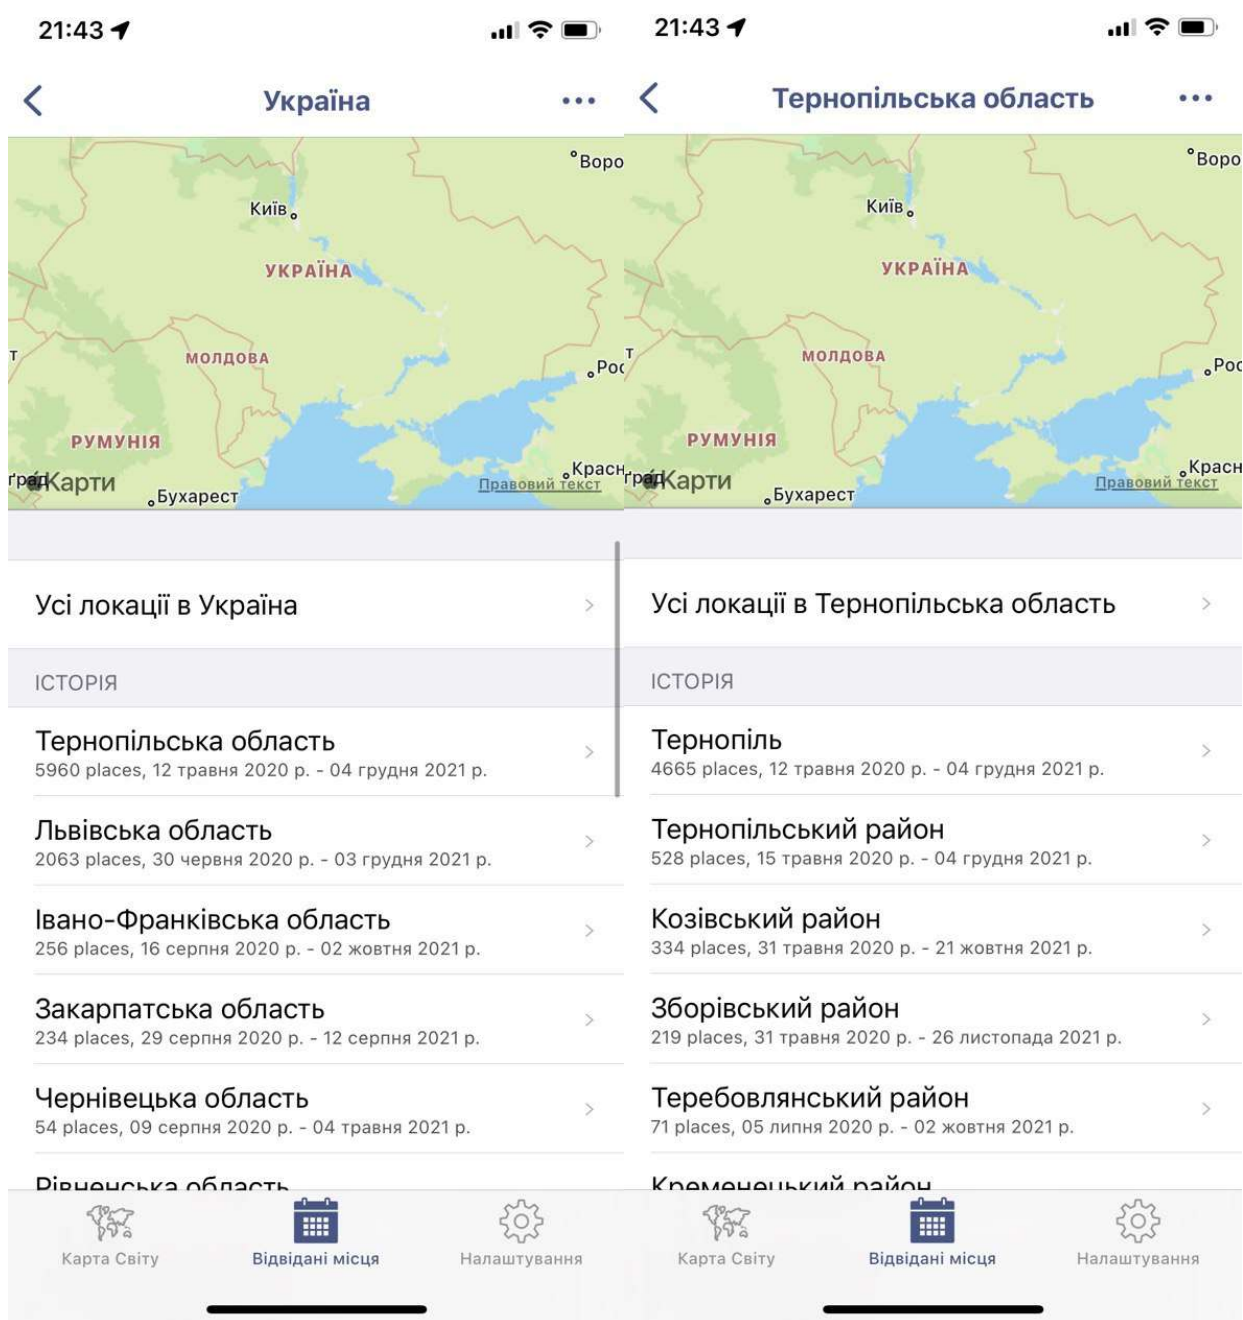 21:43
Україна
Воро
Київ
УКРАЇНА
МОЛДОВА
Рос
РУМУНІЯ
Красн
Карти
Правовий текст
Бухарест
Усі локації в Україна
ІСТОРІЯ
Тернопільська область
5960 places, 12 травня 2020 р. - 04 грудня 2021 р.
Львівська область
2063 places, 30 червня 2020 р. - 03 грудня 2021 р.
Івано-Франківська область
256 places, 16 серпня 2020 р. - 02 жовтня 2021 р.
Закарпатська область
234 places, 29 серпня 2020 р. - 12 серпня 2021 р.
Чернівецька область
54 places, 09 серпня 2020 р. - 04 травня 2021 р.
Рівненська область
Карта Світу
Відвідані місця
Налаштування
21:43
Тернопільська область
Воро
Київ
УКРАЇНА
МОЛДОВА
Рос
РУМУНІЯ
Красн
Карти
Правовий текст
Бухарест
Усі локації в Тернопільська область
ІСТОРІЯ
Тернопіль
4665 places, 12 травня 2020 р. - 04 грудня 2021 р.
Тернопільський район
528 places, 15 травня 2020 р. - 04 грудня 2021 р.
Козівський район
334 places, 31 травня 2020 р. - 21 жовтня 2021 р.
Зборівський район
219 places, 31 травня 2020 р. - 26 листопада 2021 р.
Теребовлянський район
71 places, 05 липня 2020 р. - 02 жовтня 2021 р.
Кременецький район
Карта Світу
Відвідані місця
Налаштування